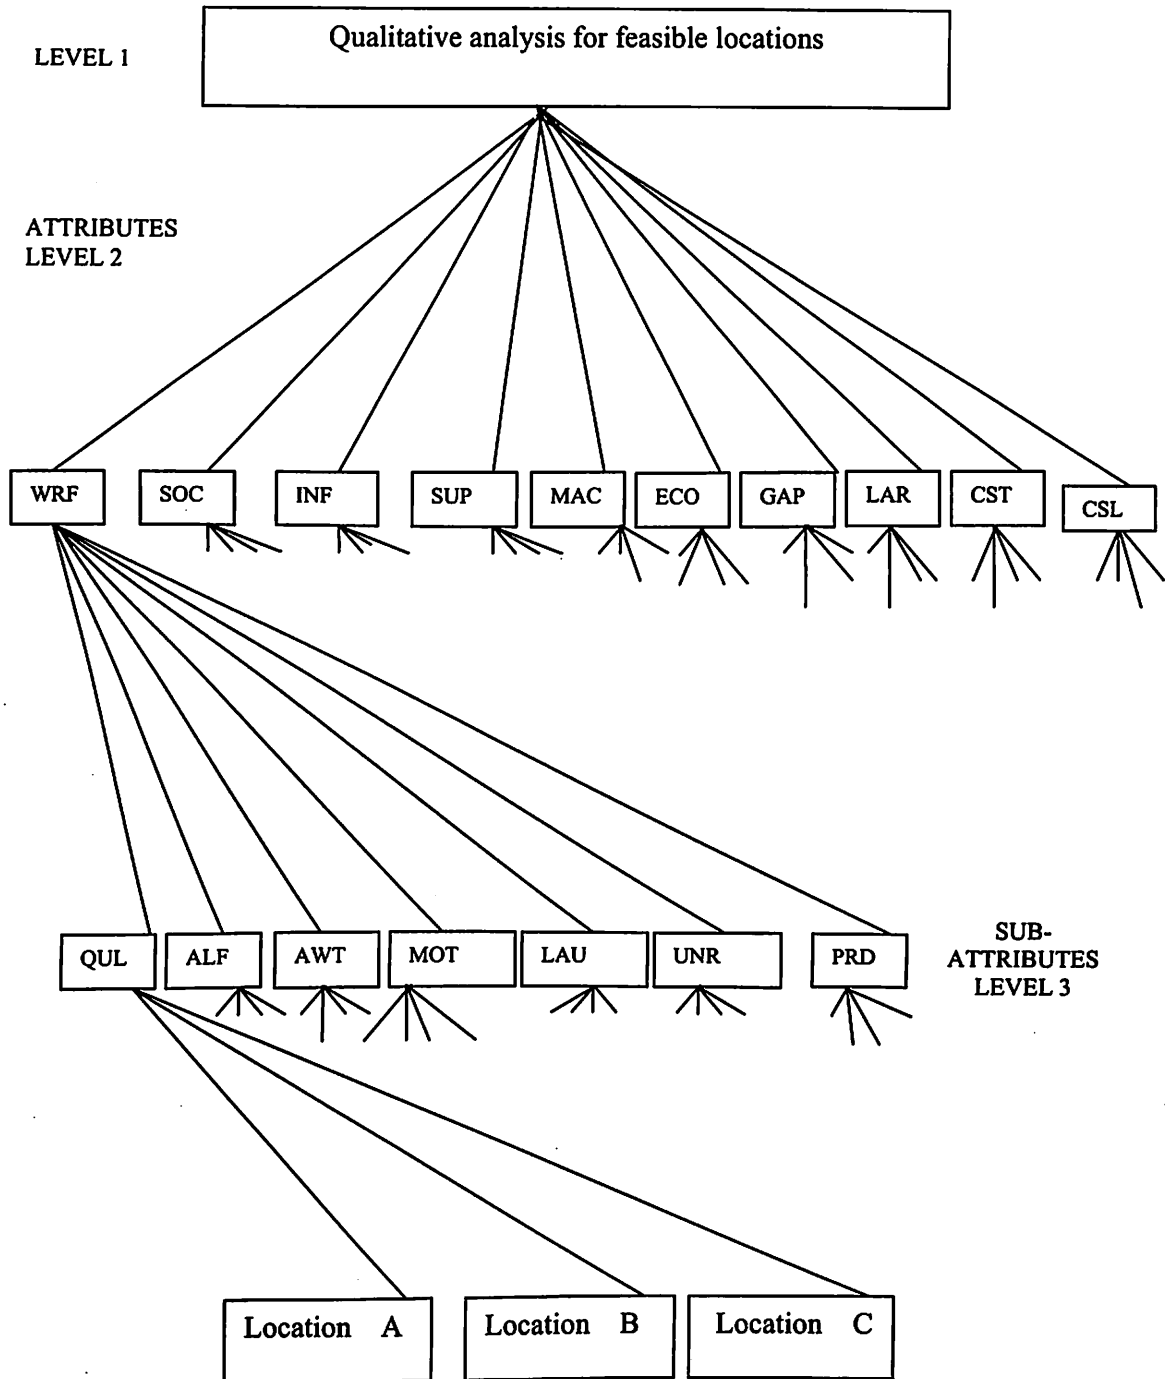 Qualitative analysis for feasible locations
LEVEL 1
ATTRIBUTES
LEVEL 2
WRF
SOC
INF
SUP
MAC
ECO
GAP
LAR
CST
CSL
QUL
ALF
AWT
MOT
LAU
UNR
PRD
SUB-
ATTRIBUTES
LEVEL 3
Location A
Location B
Location C